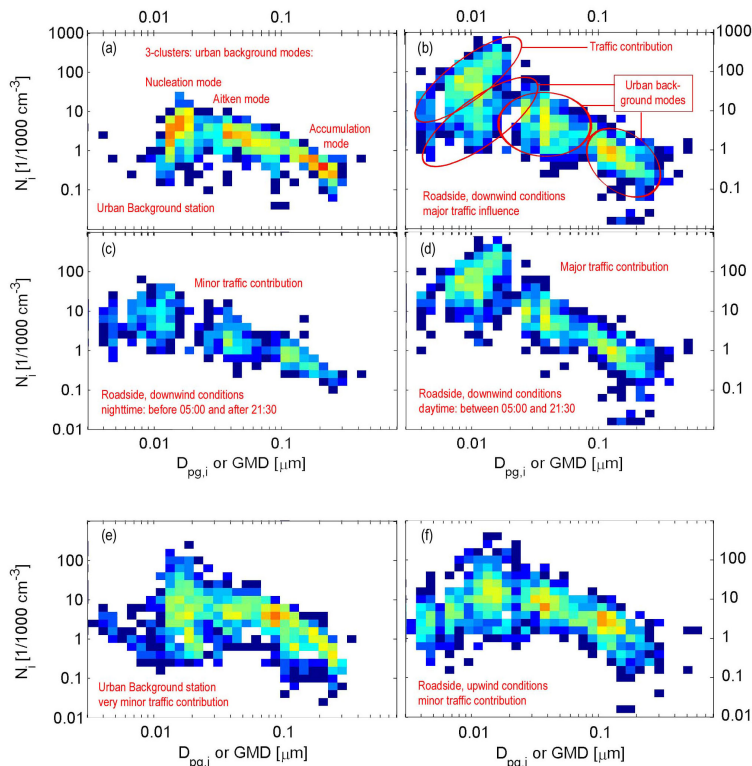 0.01 0.1 0.01 0.1
1000 (a) 3-clusters: urban background modes: (b) Traffic contribution 1000
100 Nucleation mode Urban back- 100
Aitken mode ground modes
10 10
Accumulation
mode
1 1
N_i [1/1000 cm⁻³]
0.1 Roadside, downwind conditions 0.1
Urban Background station major traffic influence
(c) (d)
Minor traffic contribution Major traffic contribution
100 100
10 10
N_i [1/1000 cm⁻³]
1 1
0.1 Roadside, downwind conditions Roadside, downwind conditions 0.1
nighttime: before 05:00 and after 21:30 daytime: between 05:00 and 21:30
0.01 0.01
0.01 0.1 0.01 0.1
D_pg,i or GMD [μm] D_pg,i or GMD [μm]
(e) (f)
100 100
10 10
N_i [1/1000 cm⁻³]
1 1
0.1 Urban Background station Roadside, upwind conditions 0.1
very minor traffic contribution minor traffic contribution
0.01 0.01
0.01 0.1 0.01 0.1
D_pg,i or GMD [μm] D_pg,i or GMD [μm]